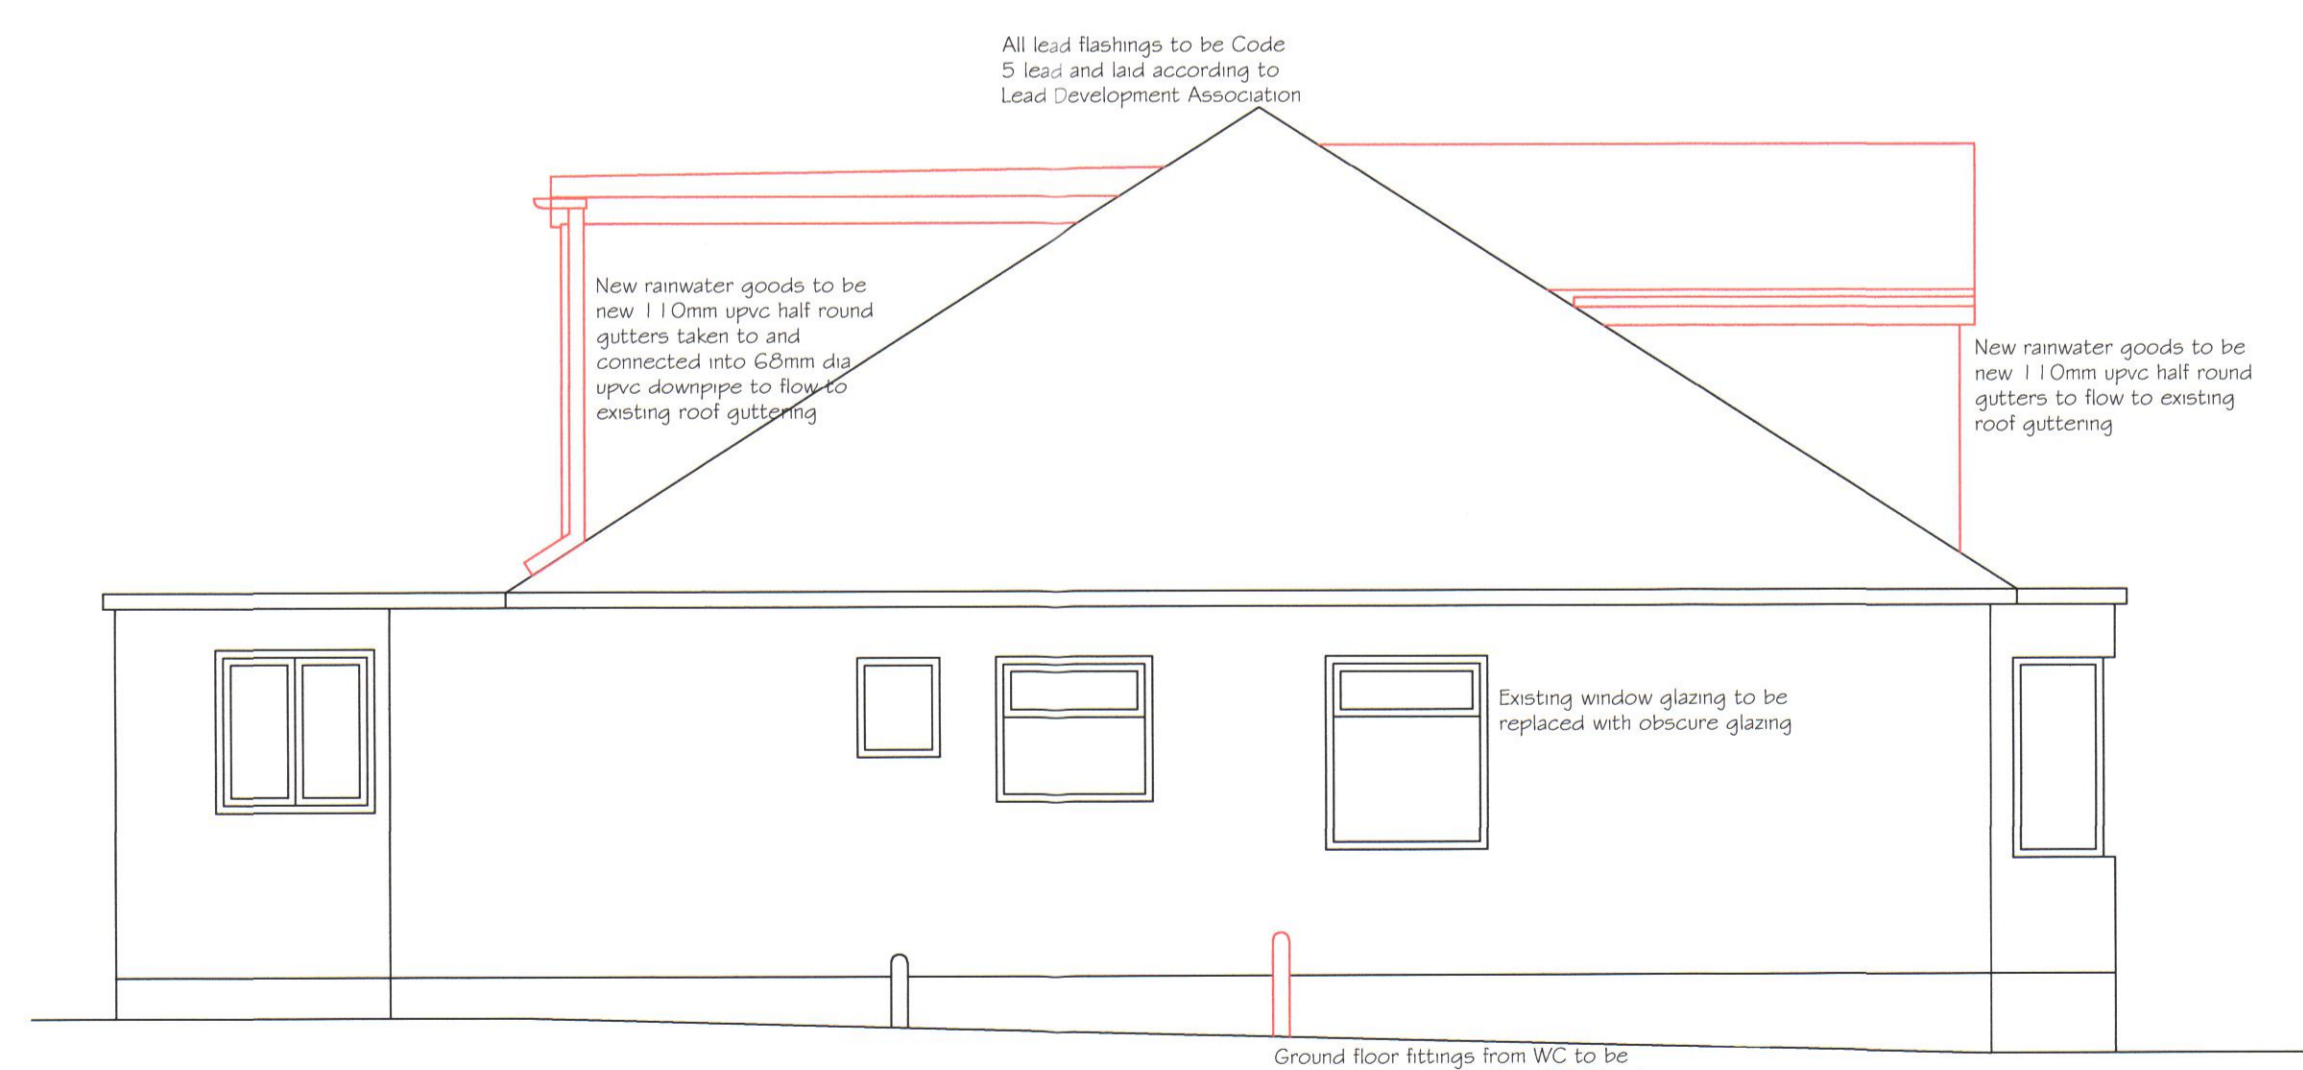 All lead flashings to be Code
5 lead and laid according to
Lead Development Association
New rainwater goods to be
new 110mm upvc half round
gutters taken to and
connected into 68mm dia
upvc downpipe to flow to
existing roof guttering
New rainwater goods to be
new 110mm upvc half round
gutters to flow to existing
roof guttering
Existing window glazing to be
replaced with obscure glazing
Ground floor fittings from WC to be